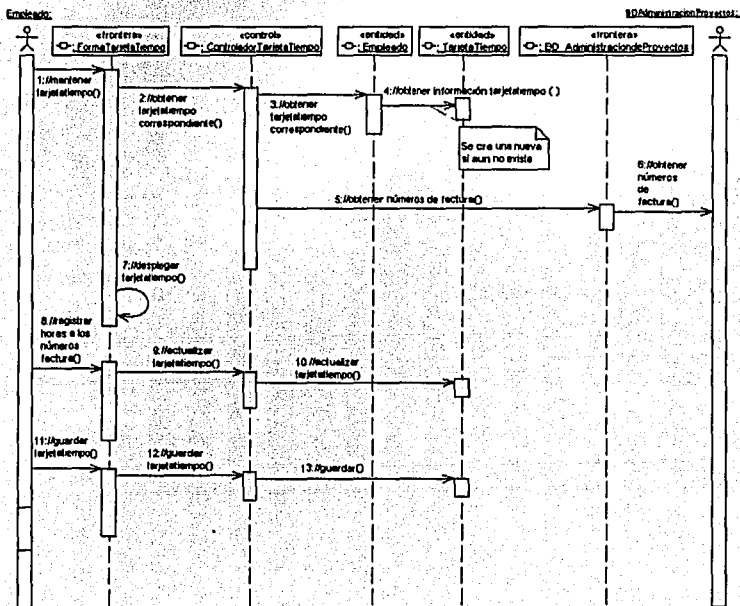 Empleado:
BDAdministracionProyectos:
«frontera»
: FormaTarjetaTiempo
«control»
: ControladorTarjetaTiempo
«entidad»
: Empleado
«entidad»
: TarjetaTiempo
«frontera»
: BD_AdministraciondeProyectos
1://mantener
tarjetatiempo()
2://obtener
tarjetatiempo
correspondiente()
3://obtener
tarjetatiempo
correspondiente()
4://obtener información tarjetatiempo ( )
Se cra una nueva
si aun no existe
5://obtener números de factura()
6://obtener
números
de
factura()
7://desplegar
tarjetatiempo()
8://registrar
horas a los
números
factura()
9://actualizar
tarjetatiempo()
10://actualizar
tarjetatiempo()
11://guardar
tarjetatiempo()
12://guardar
tarjetatiempo()
13://guardar()